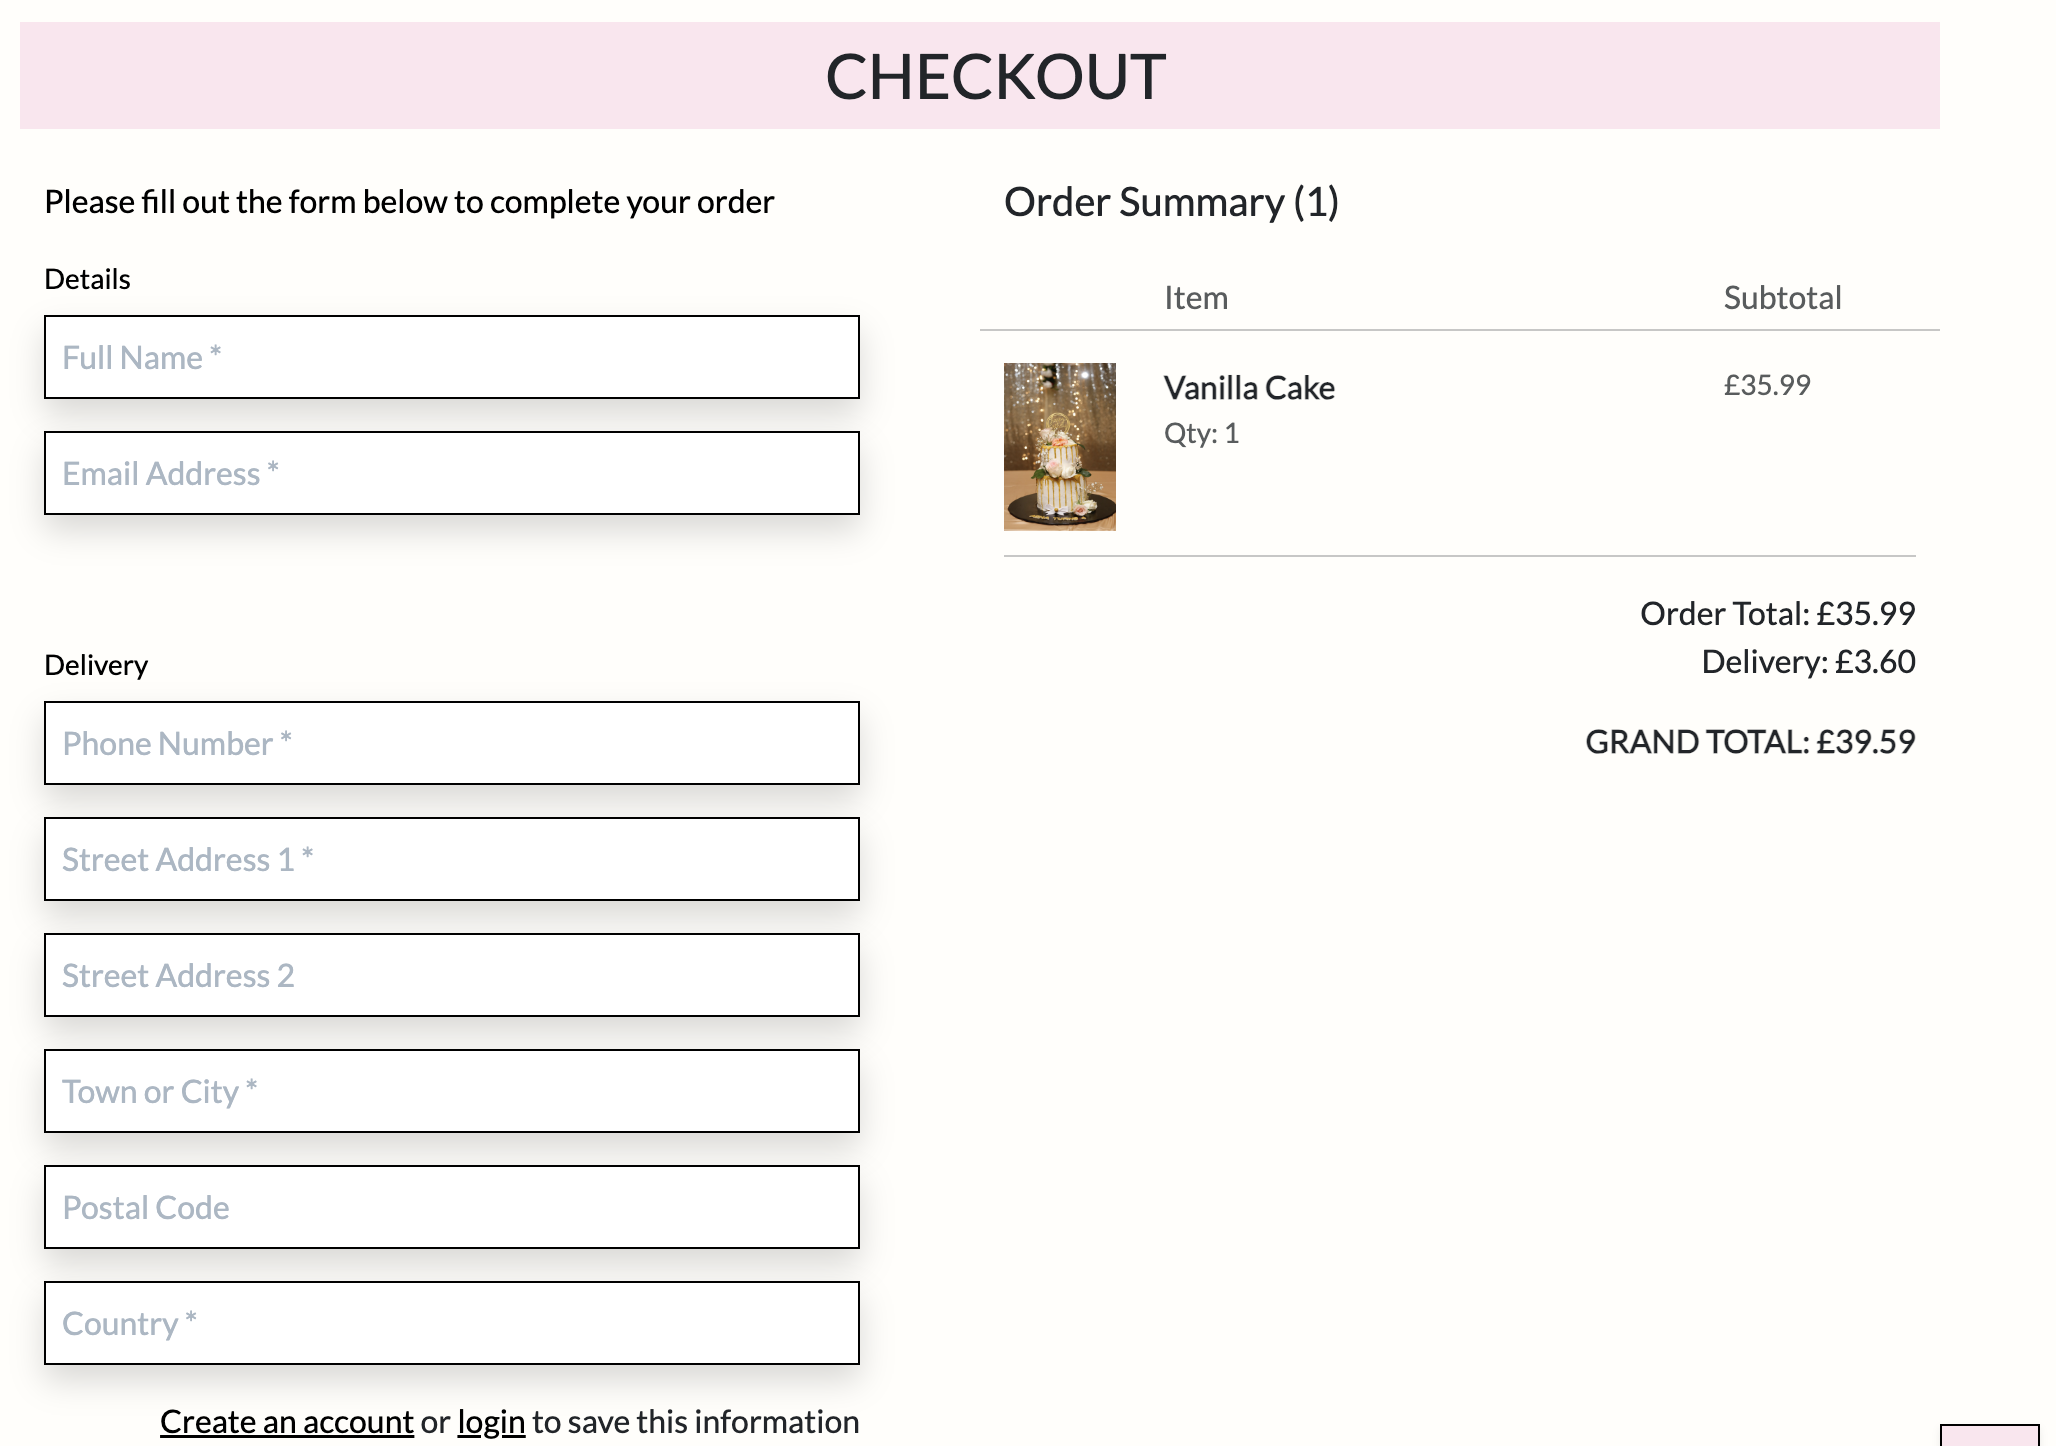 CHECKOUT
Please fill out the form below to complete your order
Details
Full Name *
Email Address *
Delivery
Phone Number *
Street Address 1 *
Street Address 2
Town or City *
Postal Code
Country *
Create an account or login to save this information
Order Summary (1)
Item Subtotal
Vanilla Cake £35.99
Qty: 1
Order Total: £35.99
Delivery: £3.60
GRAND TOTAL: £39.59